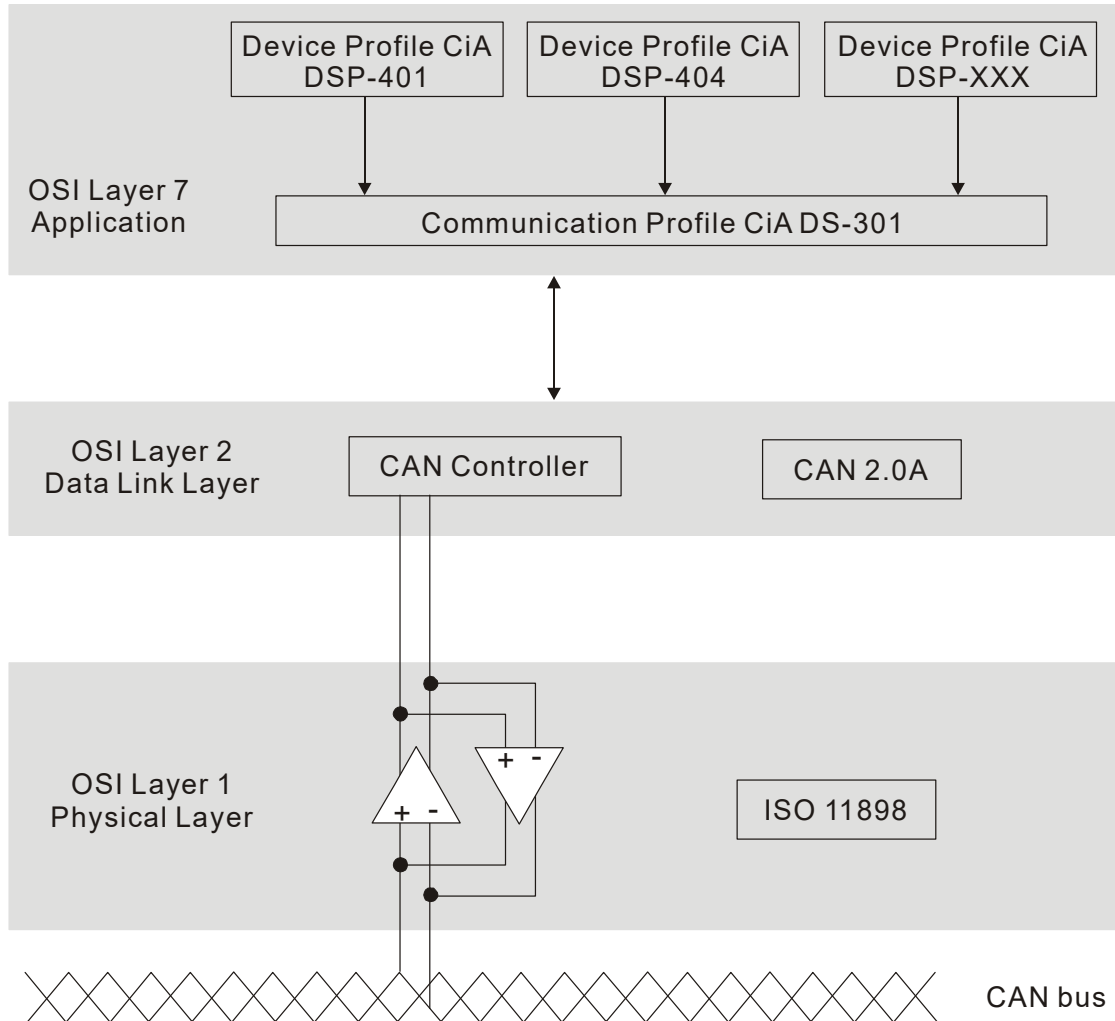 Device Profile CiA
DSP-401
Device Profile CiA
DSP-404
Device Profile CiA
DSP-XXX
OSI Layer 7
Application
Communication Profile CiA DS-301
OSI Layer 2
Data Link Layer
CAN Controller
CAN 2.0A
OSI Layer 1
Physical Layer
+ -
+ -
ISO 11898
CAN bus